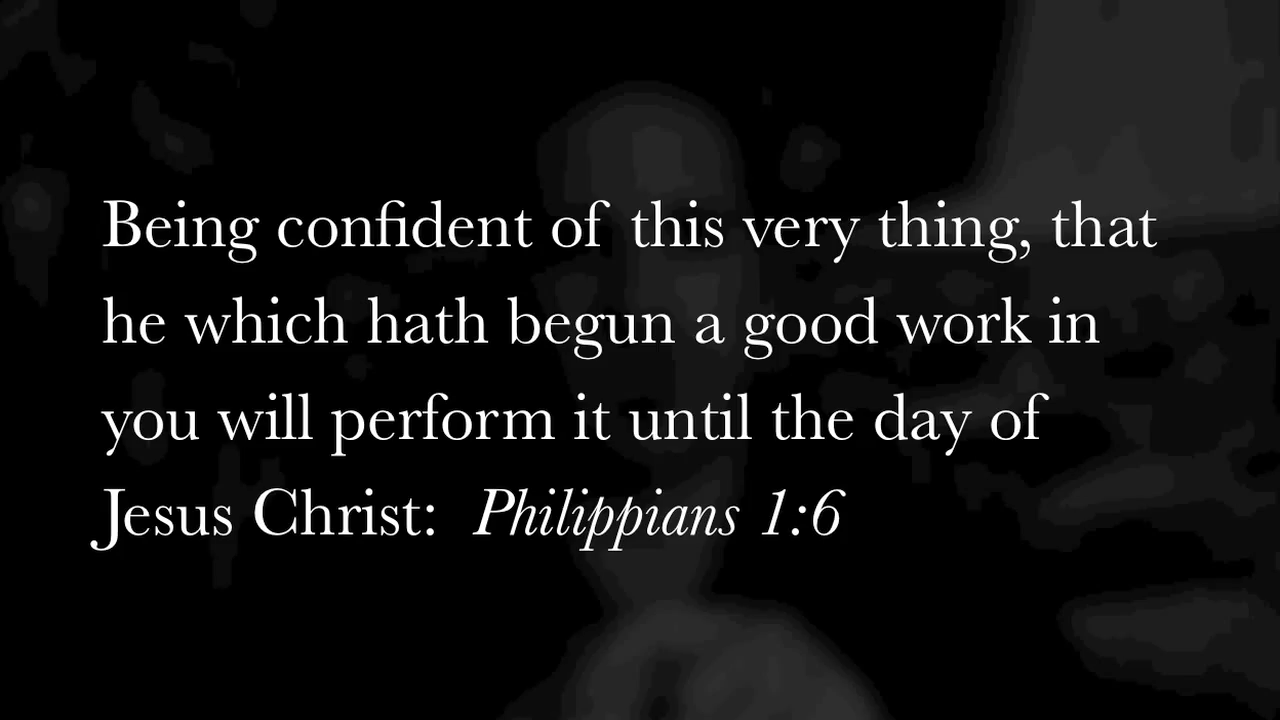 Being confident of this very thing, that
he which hath begun a good work in
you will perform it until the day of
Jesus Christ: Philippians 1:6